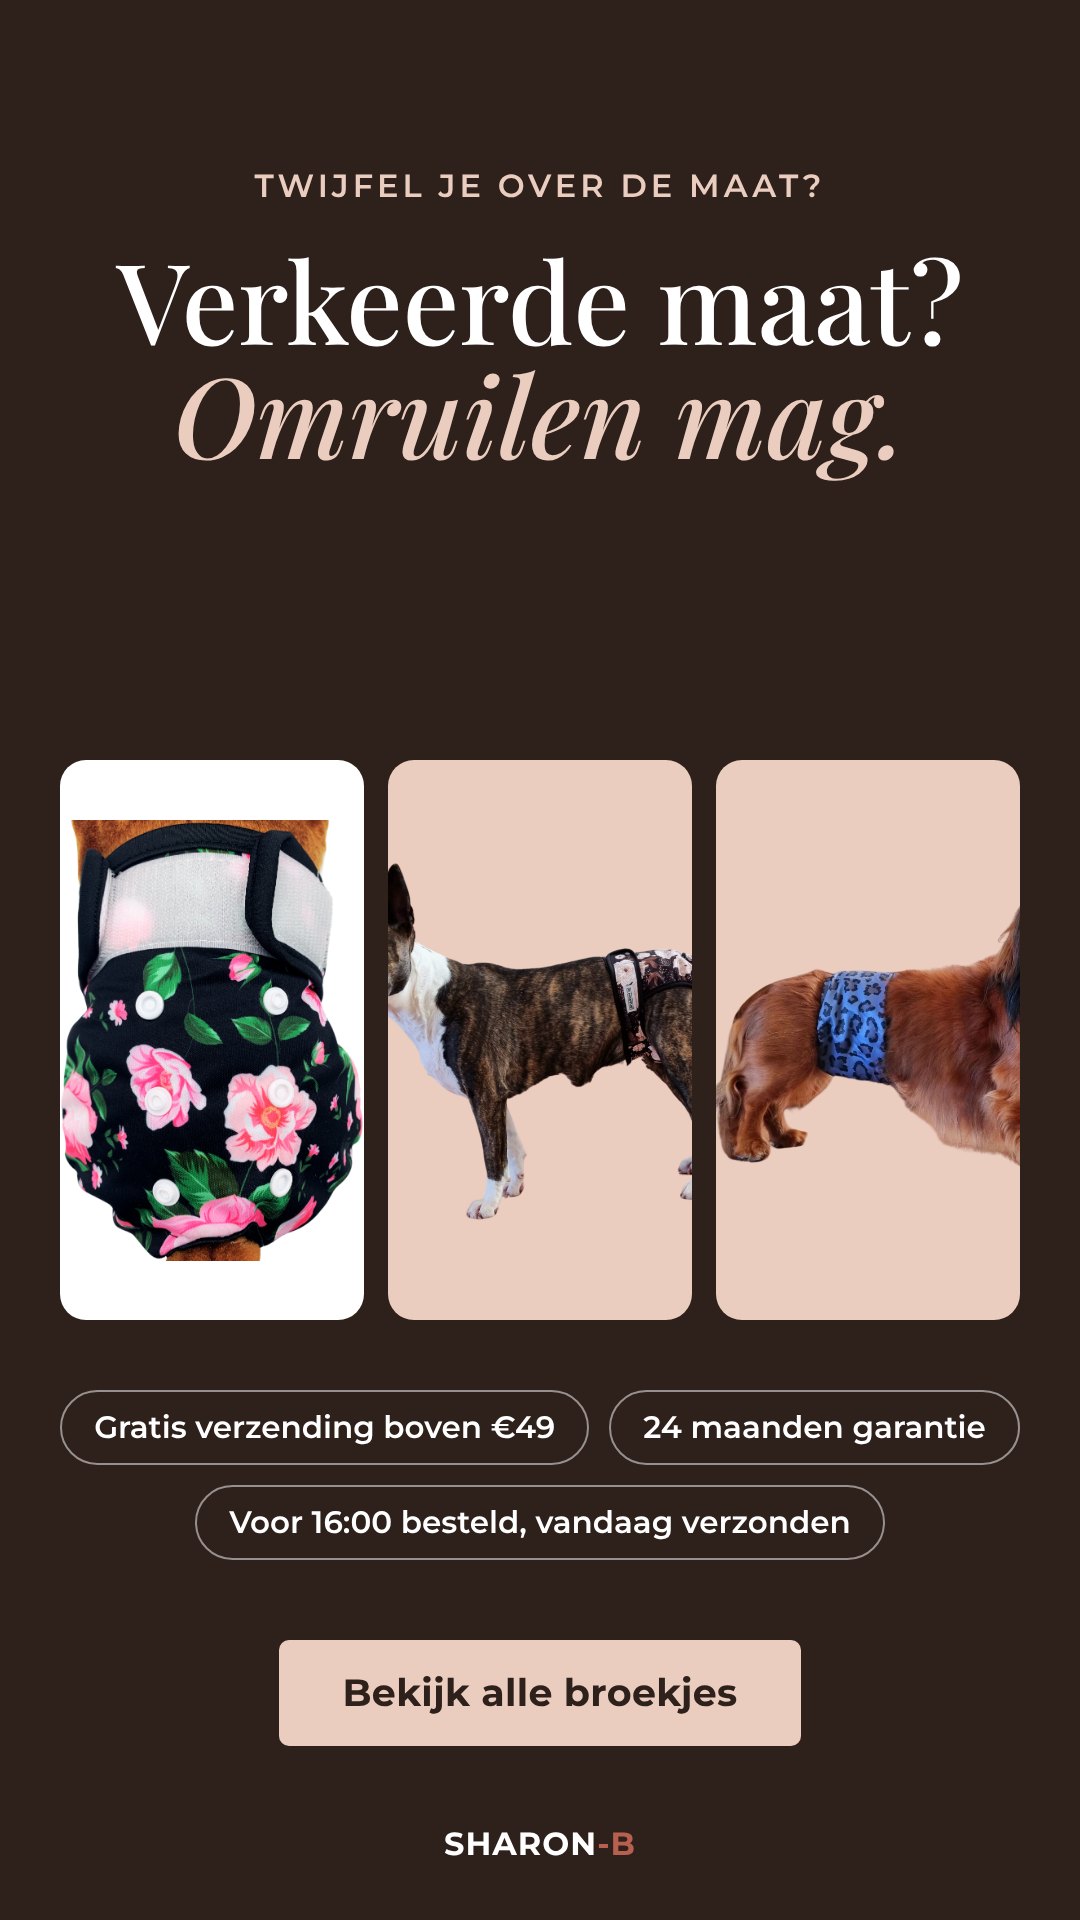 TWIJFEL JE OVER DE MAAT?
Verkeerde maat?
Omruilen mag.
Gratis verzending boven €49
24 maanden garantie
Voor 16:00 besteld, vandaag verzonden
Bekijk alle broekjes
SHARON-B